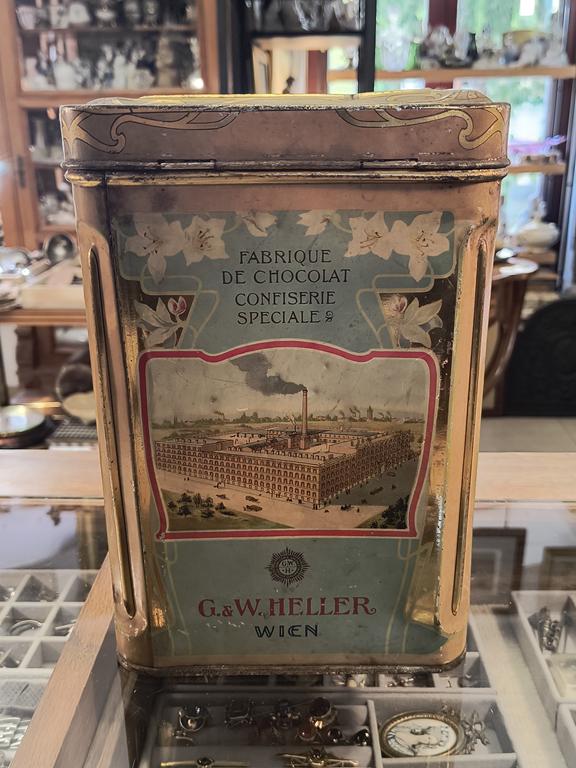 FABRIQUE
DE CHOCOLAT
CONFISERIE
SPECIALE
G.W.
H
G. & W. HELLER
WIEN